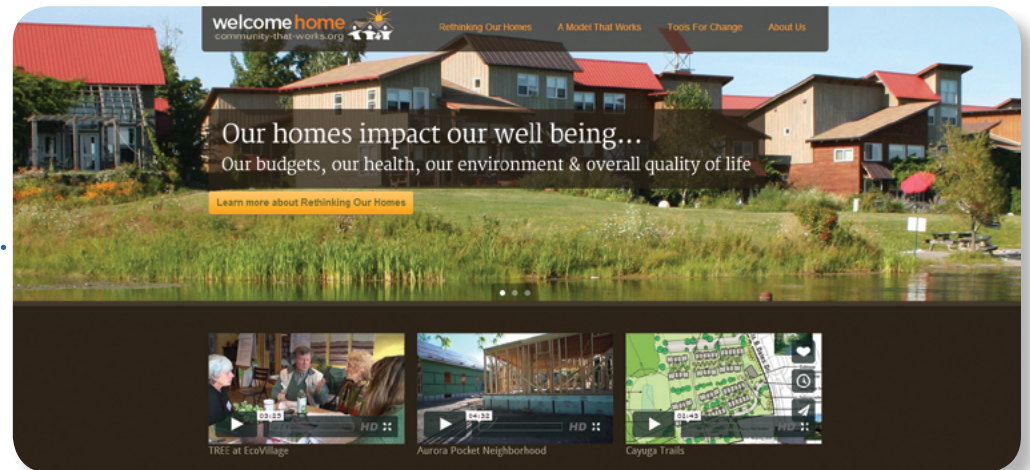 welcomehome
community-that-works.org
Rethinking Our Homes
A Model That Works
Tools For Change
About Us
Our homes impact our well being...
Our budgets, our health, our environment & overall quality of life
Learn more about Rethinking Our Homes
03:25
HD
04:32
HD
02:43
HD
TREE at EcoVillage
Aurora Pocket Neighborhood
Cayuga Trails